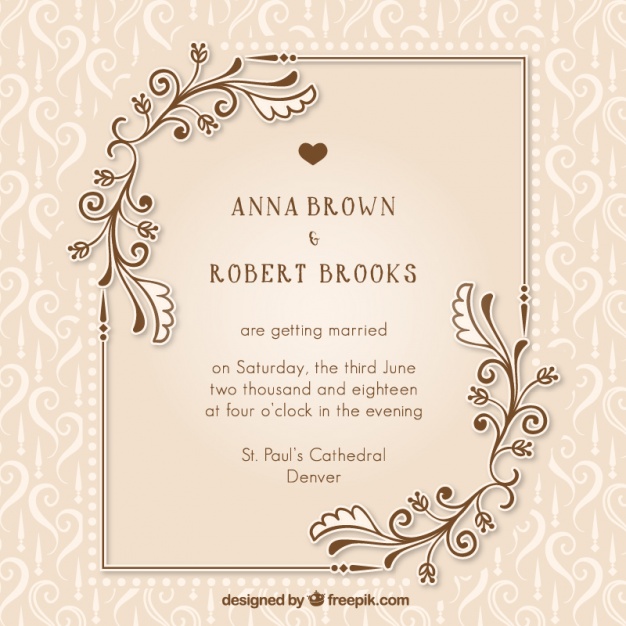 ANNA BROWN
&
ROBERT BROOKS
are getting married
on Saturday, the third June
two thousand and eighteen
at four o'clock in the evening
St. Paul's Cathedral
Denver
designed by freepik.com